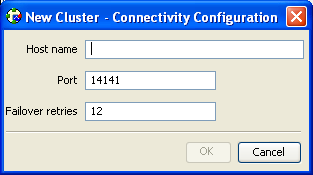 New Cluster - Connectivity Configuration
Host name
Port 14141
Failover retries 12
OK Cancel